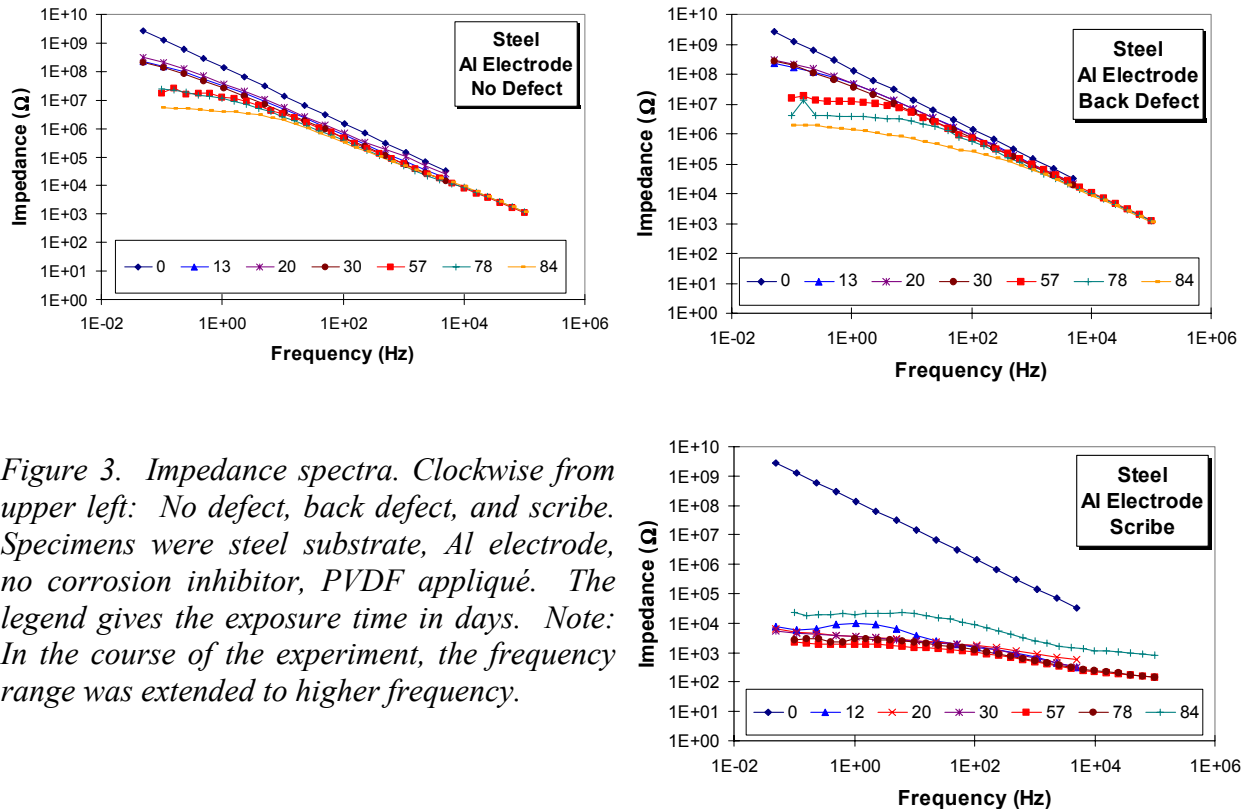 1E+10
1E+09
1E+08
1E+07
1E+06
1E+05
1E+04
1E+03
1E+02
1E+01
1E+00
Impedance (Ω)
Steel
Al Electrode
No Defect
0 13 20 30 57 78 84
1E-02 1E+00 1E+02 1E+04 1E+06
Frequency (Hz)
1E+10
1E+09
1E+08
1E+07
1E+06
1E+05
1E+04
1E+03
1E+02
1E+01
1E+00
Impedance (Ω)
Steel
Al Electrode
Back Defect
0 13 20 30 57 78 84
1E-02 1E+00 1E+02 1E+04 1E+06
Frequency (Hz)
Figure 3. Impedance spectra. Clockwise from
upper left: No defect, back defect, and scribe.
Specimens were steel substrate, Al electrode,
no corrosion inhibitor, PVDF appliqué. The
legend gives the exposure time in days. Note:
In the course of the experiment, the frequency
range was extended to higher frequency.
1E+10
1E+09
1E+08
1E+07
1E+06
1E+05
1E+04
1E+03
1E+02
1E+01
1E+00
Impedance (Ω)
Steel
Al Electrode
Scribe
0 12 20 30 57 78 84
1E-02 1E+00 1E+02 1E+04 1E+06
Frequency (Hz)